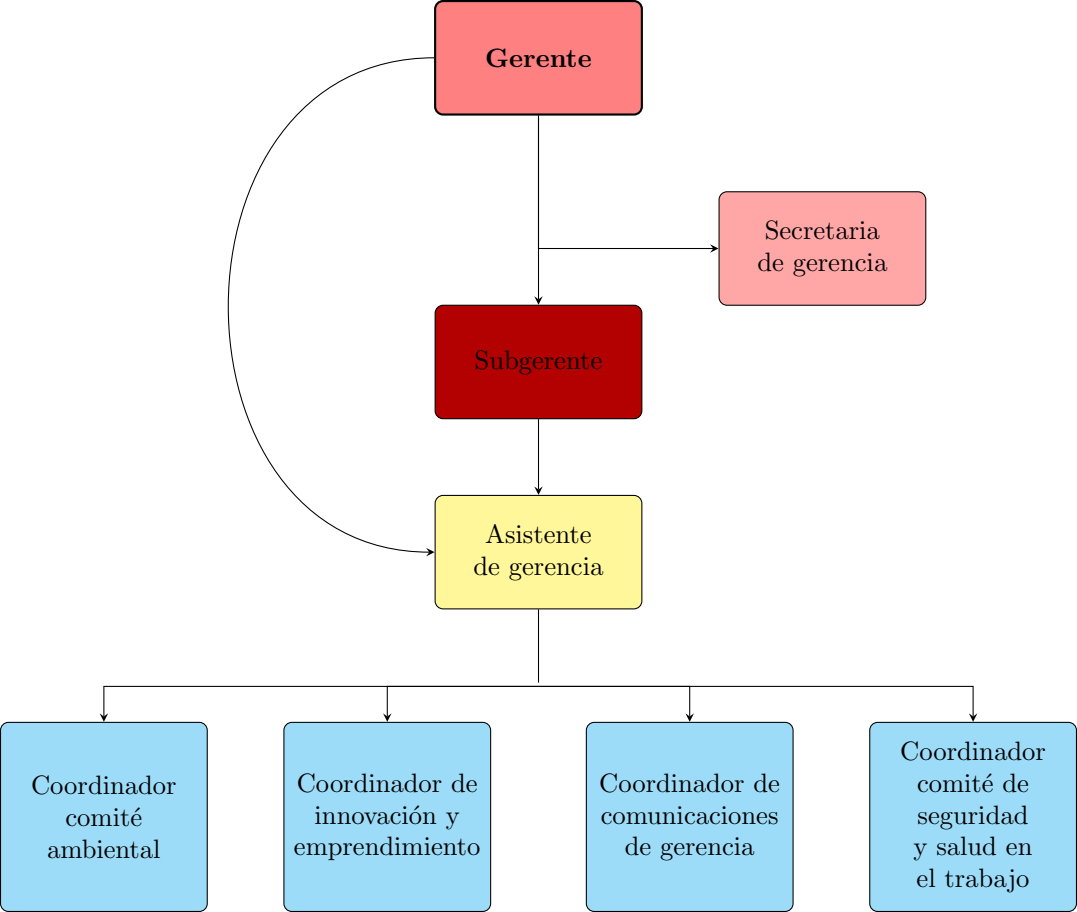 Gerente
Secretaria
de gerencia
Subgerente
Asistente
de gerencia
Coordinador
comité
ambiental
Coordinador de
innovación y
emprendimiento
Coordinador de
comunicaciones
de gerencia
Coordinador
comité de
seguridad
y salud en
el trabajo